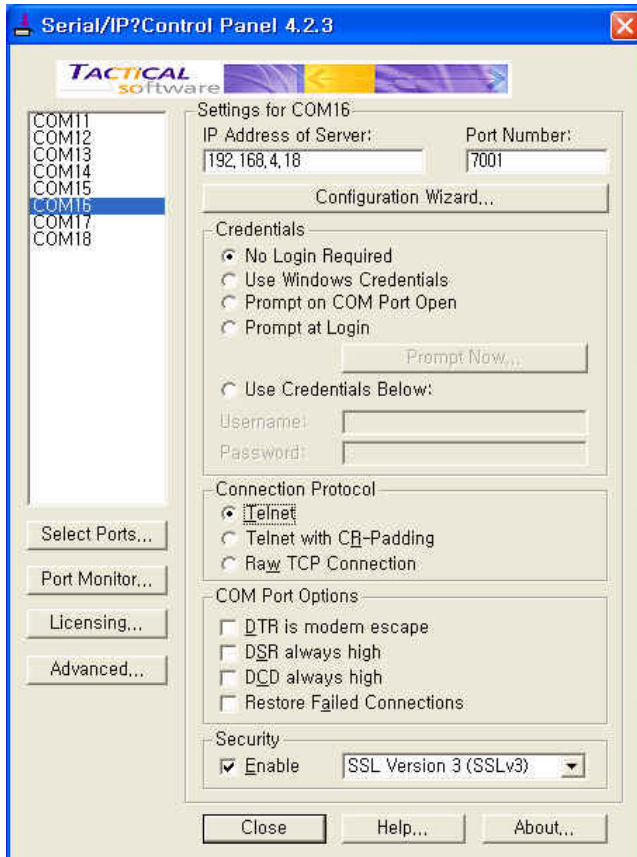 Serial/IP?Control Panel 4.2.3
TACTICAL
software
COM11
COM12
COM13
COM14
COM15
COM16
COM17
COM18
Select Ports...
Port Monitor...
Licensing...
Advanced...
Settings for COM16
IP Address of Server: Port Number:
192,168,4,18 7001
Configuration Wizard...
Credentials
No Login Required
Use Windows Credentials
Prompt on COM Port Open
Prompt at Login
Prompt Now...
Use Credentials Below:
Username:
Password:
Connection Protocol
Telnet
Telnet with CR-Padding
Raw TCP Connection
COM Port Options
DTR is modem escape
DSR always high
DCD always high
Restore Failed Connections
Security
Enable SSL Version 3 (SSLv3)
Close Help... About...